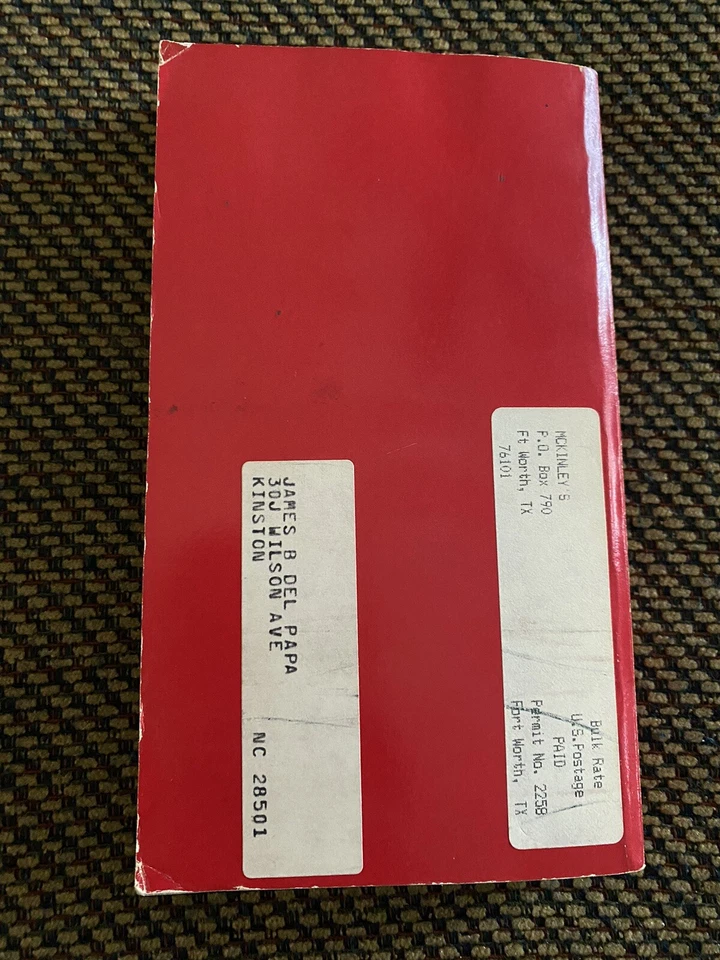 MCKINLEY'S
P.O. Box 790
Ft Worth, TX
76101
Bulk Rate
U.S.Postage
PAID
Permit No. 2258
Fort Worth, TX
JAMES B DEL PAPA
3DJ WILSON AVE
KINSTON NC 28501